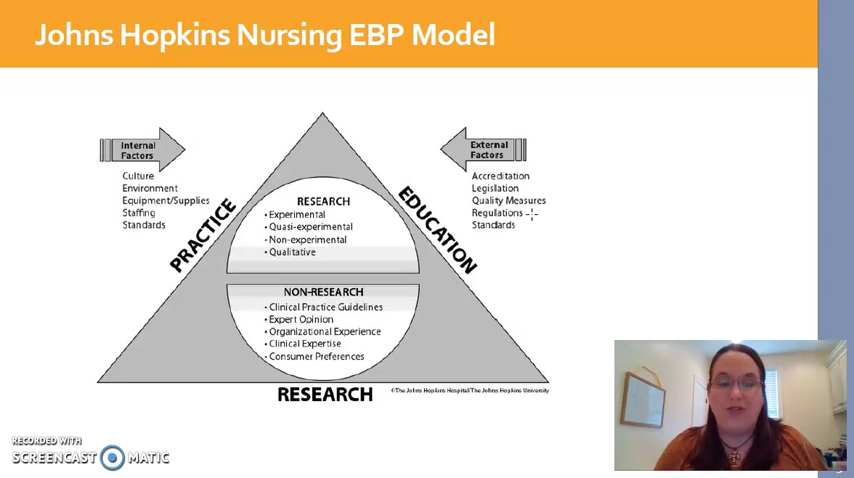 Johns Hopkins Nursing EBP Model
Internal
Factors
Culture
Environment
Equipment/Supplies
Staffing
Standards
External
Factors
Accreditation
Legislation
Quality Measures
Regulations
Standards
PRACTICE
EDUCATION
RESEARCH
• Experimental
• Quasi-experimental
• Non-experimental
• Qualitative
NON-RESEARCH
• Clinical Practice Guidelines
• Expert Opinion
• Organizational Experience
• Clinical Expertise
• Consumer Preferences
RESEARCH
©The Johns Hopkins Hospital/The Johns Hopkins University
RECORDED WITH
SCREENCAST MATIC